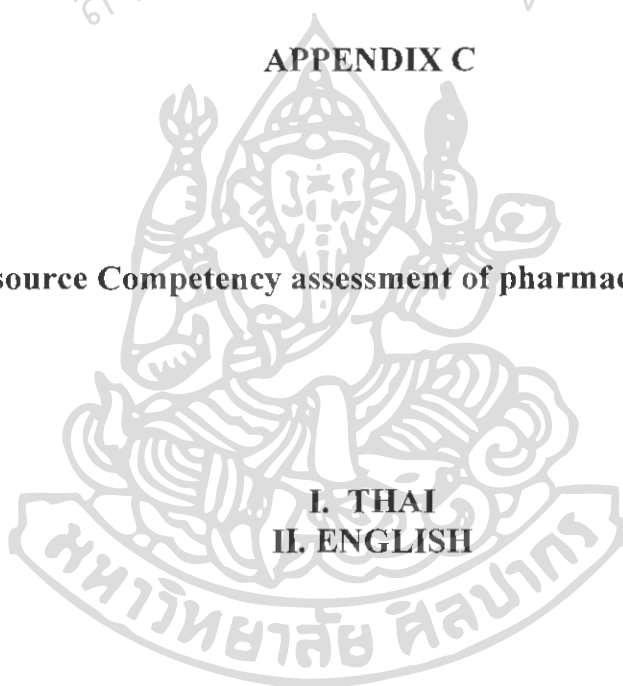 APPENDIX C
source Competency assessment of pharmac
I. THAI
II. ENGLISH
มหาวิทยาลัย ศิลปากร